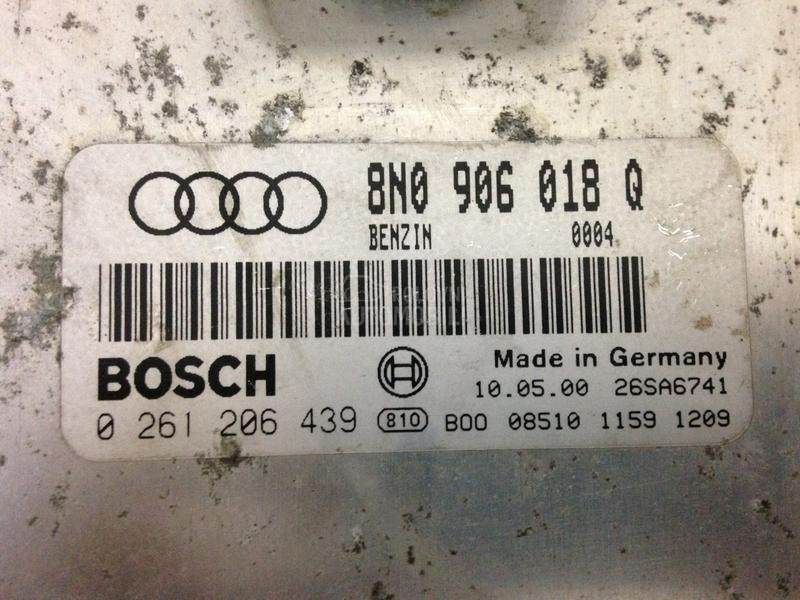 8N0 906 018 Q
BENZIN 0004
BOSCH
Made in Germany
10.05.00 26SA6741
0 261 206 439 810 B00 08510 1159 1209